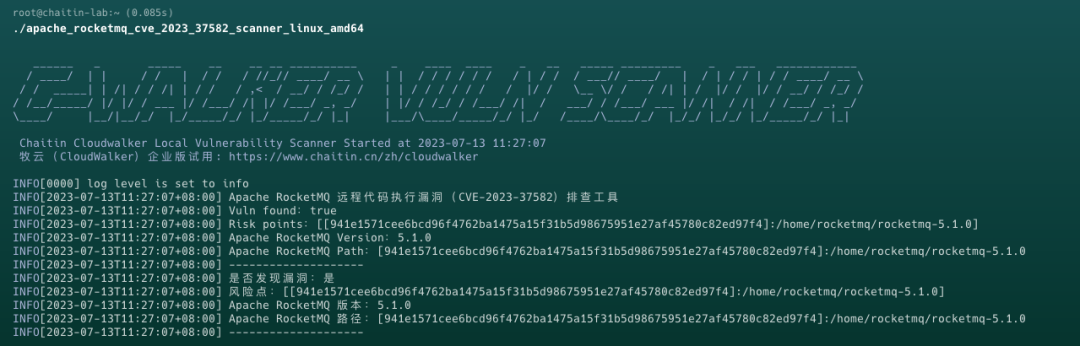 root@chaitin-lab:~ (0.085s)
./apache_rocketmq_cve_2023_37582_scanner_linux_amd64
C-WALKER VULN SCANNER
Chaitin Cloudwalker Local Vulnerability Scanner Started at 2023-07-13 11:27:07
牧云 (CloudWalker) 企业版试用: https://www.chaitin.cn/zh/cloudwalker
INFO[0000] log level is set to info
INFO[2023-07-13T11:27:07+08:00] Apache RocketMQ 远程代码执行漏洞 (CVE-2023-37582) 排查工具
INFO[2023-07-13T11:27:07+08:00] Vuln found: true
INFO[2023-07-13T11:27:07+08:00] Risk points: [[941e1571cee6bcd96f4762ba1475a15f31b5d98675951e27af45780c82ed97f4]:/home/rocketmq/rocketmq-5.1.0]
INFO[2023-07-13T11:27:07+08:00] Apache RocketMQ Version: 5.1.0
INFO[2023-07-13T11:27:07+08:00] Apache RocketMQ Path: [941e1571cee6bcd96f4762ba1475a15f31b5d98675951e27af45780c82ed97f4]:/home/rocketmq/rocketmq-5.1.0
INFO[2023-07-13T11:27:07+08:00] --------------------
INFO[2023-07-13T11:27:07+08:00] 是否发现漏洞: 是
INFO[2023-07-13T11:27:07+08:00] 风险点: [[941e1571cee6bcd96f4762ba1475a15f31b5d98675951e27af45780c82ed97f4]:/home/rocketmq/rocketmq-5.1.0]
INFO[2023-07-13T11:27:07+08:00] Apache RocketMQ 版本: 5.1.0
INFO[2023-07-13T11:27:07+08:00] Apache RocketMQ 路径: [941e1571cee6bcd96f4762ba1475a15f31b5d98675951e27af45780c82ed97f4]:/home/rocketmq/rocketmq-5.1.0
INFO[2023-07-13T11:27:07+08:00] --------------------